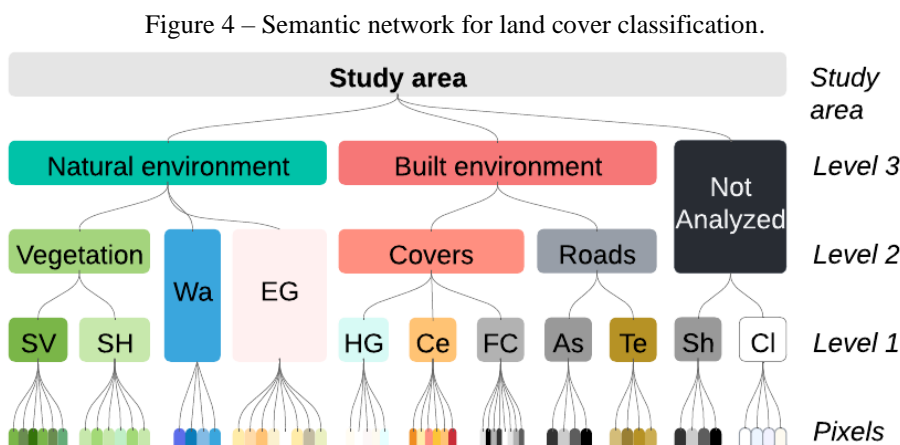 Figure 4 – Semantic network for land cover classification.
Study area
Study
area
Natural environment
Built environment
Not
Analyzed
Level 3
Vegetation
Wa
EG
Covers
Roads
Level 2
SV
SH
HG
Ce
FC
As
Te
Sh
Cl
Level 1
Pixels